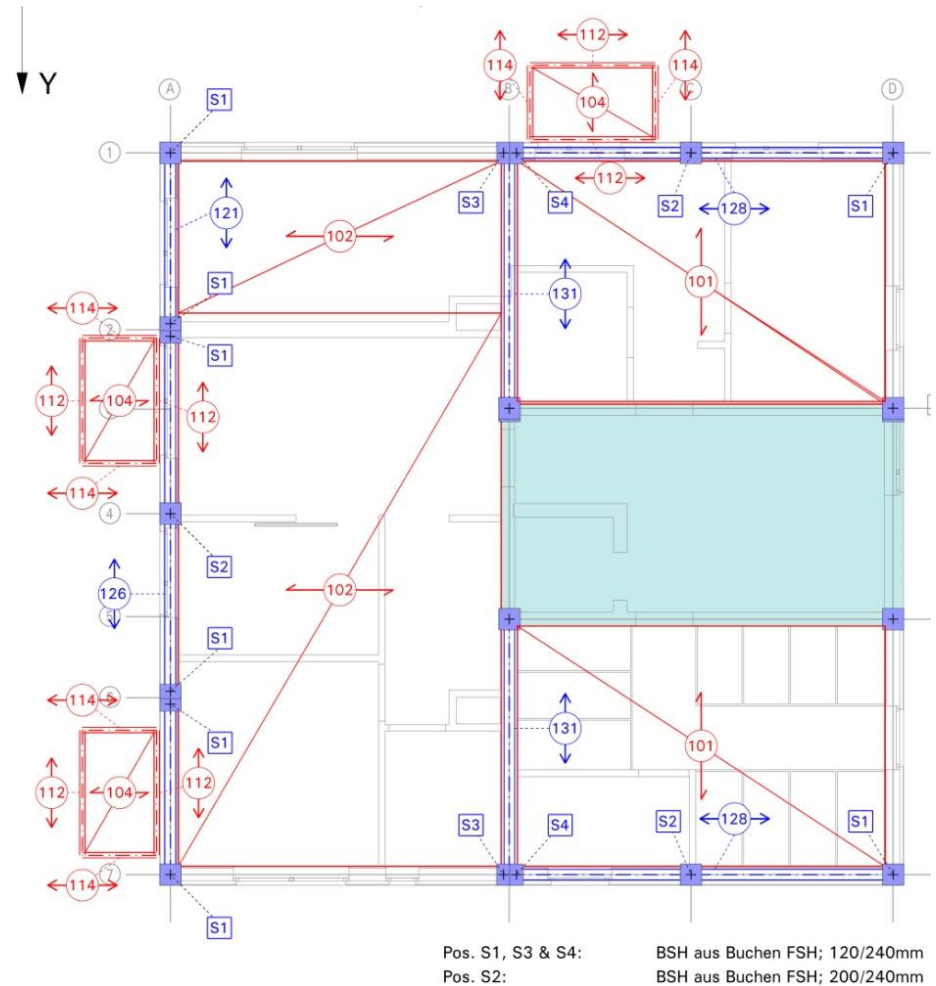 112
114
114
Y
A
S1
B
C
D
104
1
112
S3
S4
S2
128
S1
121
102
101
S1
131
114
2
S1
112
104
112
114
4
S2
126
102
5
S1
114
6
S1
131
101
112
104
112
S3
S4
S2
128
S1
114
7
S1
Pos. S1, S3 & S4: BSH aus Buchen FSH; 120/240mm
Pos. S2: BSH aus Buchen FSH; 200/240mm